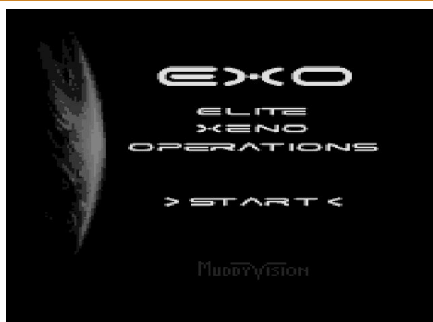 EXO
ELITE
XENO
OPERATIONS
> START <
MUDDYVISION